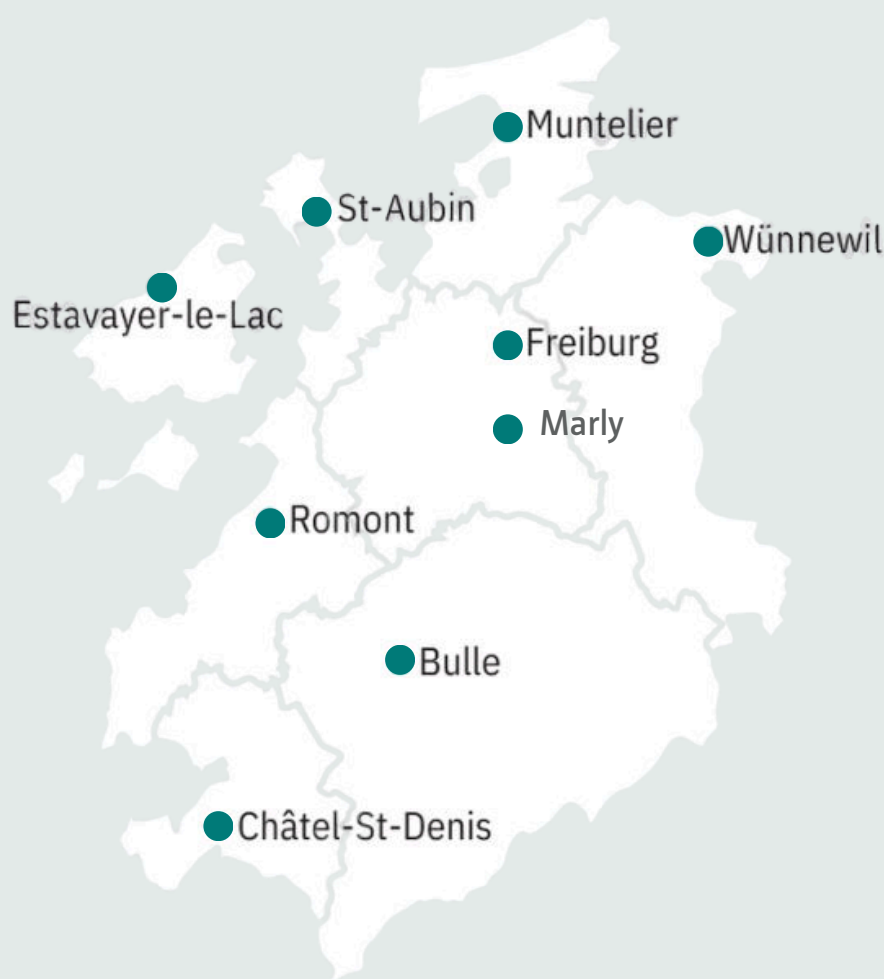 Muntelier
St-Aubin
Wünnewil
Estavayer-le-Lac
Freiburg
Marly
Romont
Bulle
Châtel-St-Denis